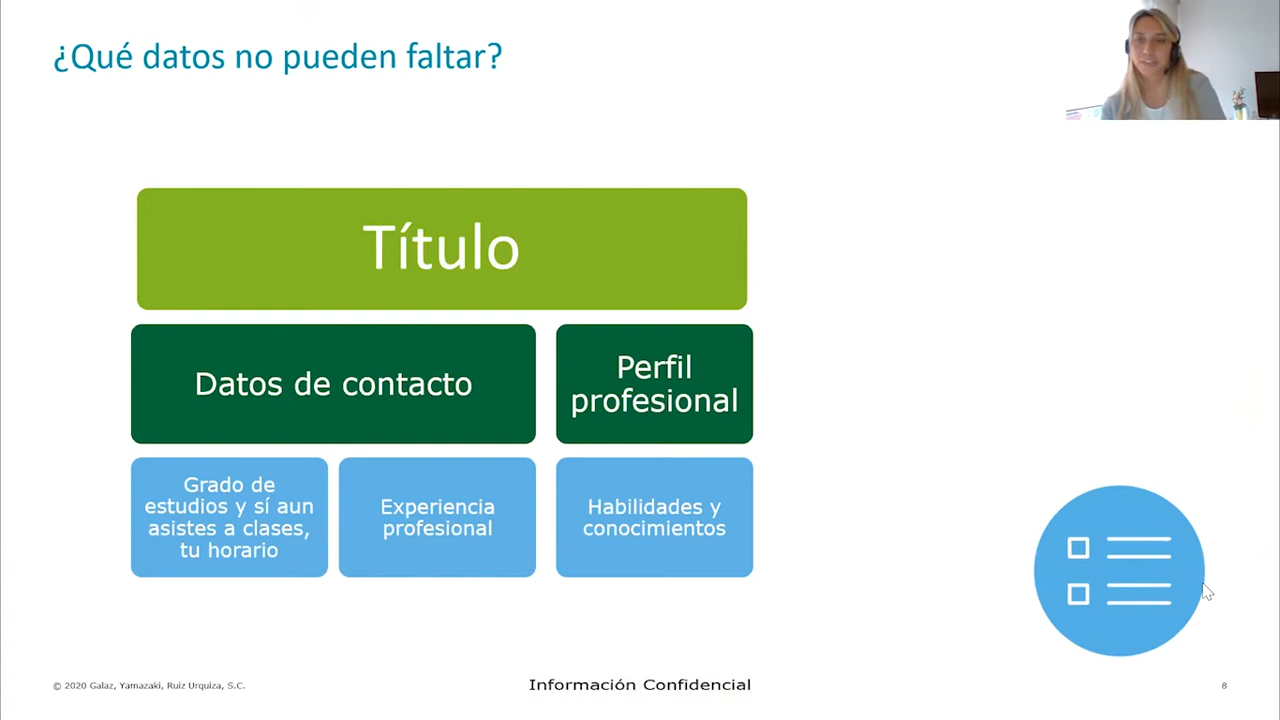 ¿Qué datos no pueden faltar?
Título
Datos de contacto
Perfil
profesional
Grado de
estudios y sí aun
asistes a clases,
tu horario
Experiencia
profesional
Habilidades y
conocimientos
© 2020 Galaz, Yamazaki, Ruiz Urquiza, S.C.
Información Confidencial
8